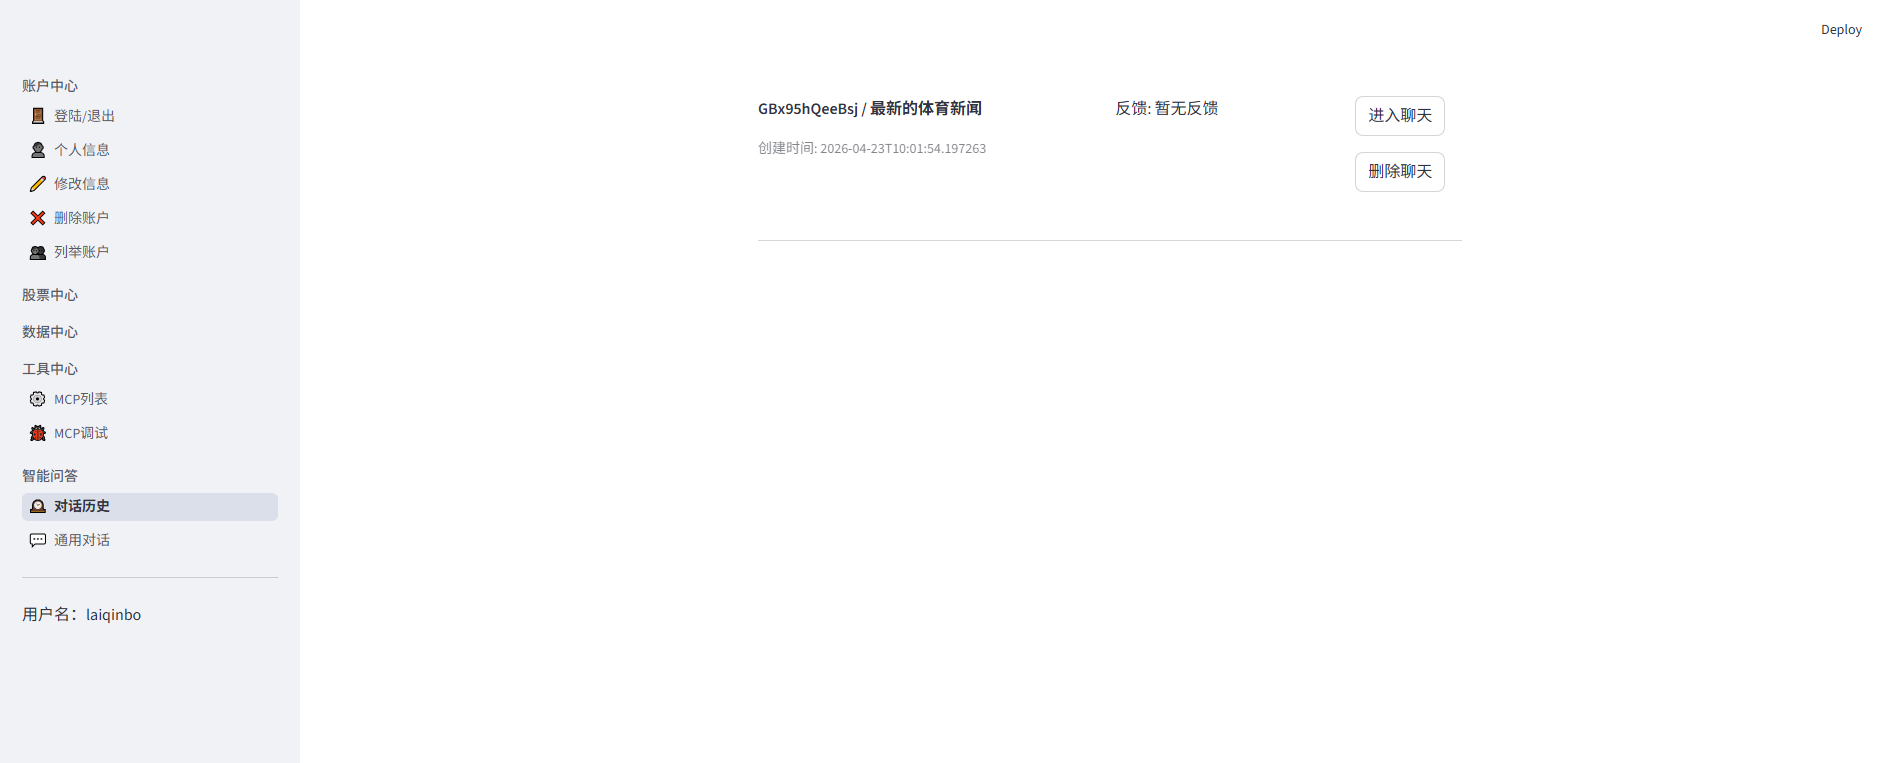 Deploy
账户中心
登陆/退出
个人信息
修改信息
删除账户
列举账户
股票中心
数据中心
工具中心
MCP列表
MCP调试
智能问答
对话历史
通用对话
用户名：laiqinbo
GBx95hQeeBsj / 最新的体育新闻
创建时间: 2026-04-23T10:01:54.197263
反馈: 暂无反馈
进入聊天
删除聊天